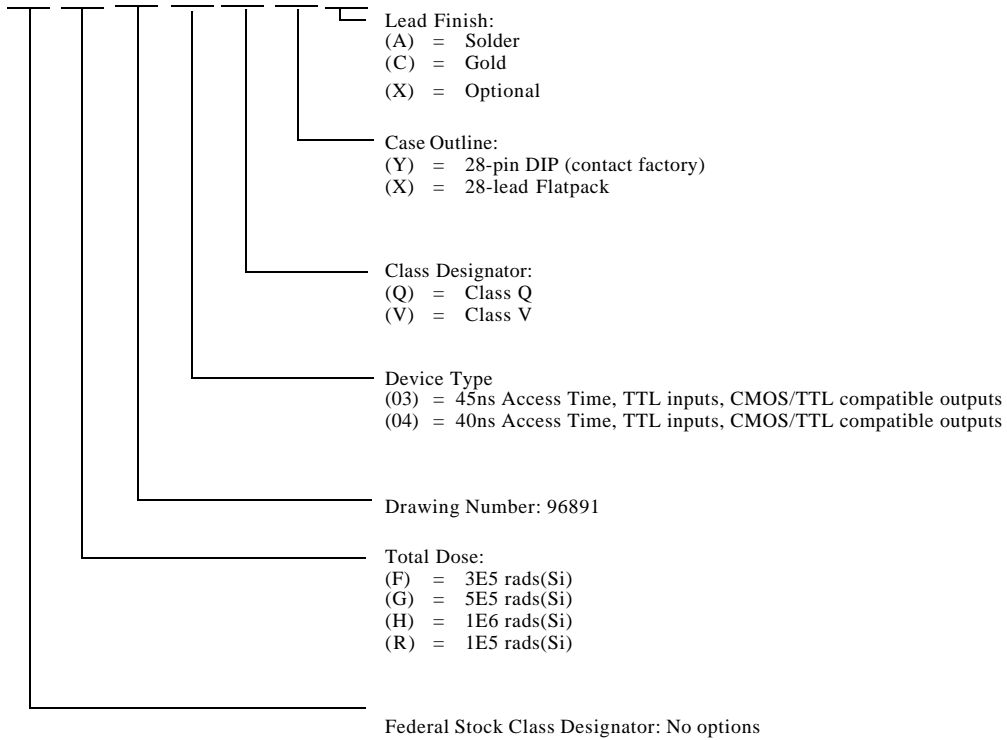 Lead Finish:
(A) = Solder
(C) = Gold
(X) = Optional
Case Outline:
(Y) = 28-pin DIP (contact factory)
(X) = 28-lead Flatpack
Class Designator:
(Q) = Class Q
(V) = Class V
Device Type
(03) = 45ns Access Time, TTL inputs, CMOS/TTL compatible outputs
(04) = 40ns Access Time, TTL inputs, CMOS/TTL compatible outputs
Drawing Number: 96891
Total Dose:
(F) = 3E5 rads(Si)
(G) = 5E5 rads(Si)
(H) = 1E6 rads(Si)
(R) = 1E5 rads(Si)
Federal Stock Class Designator: No options